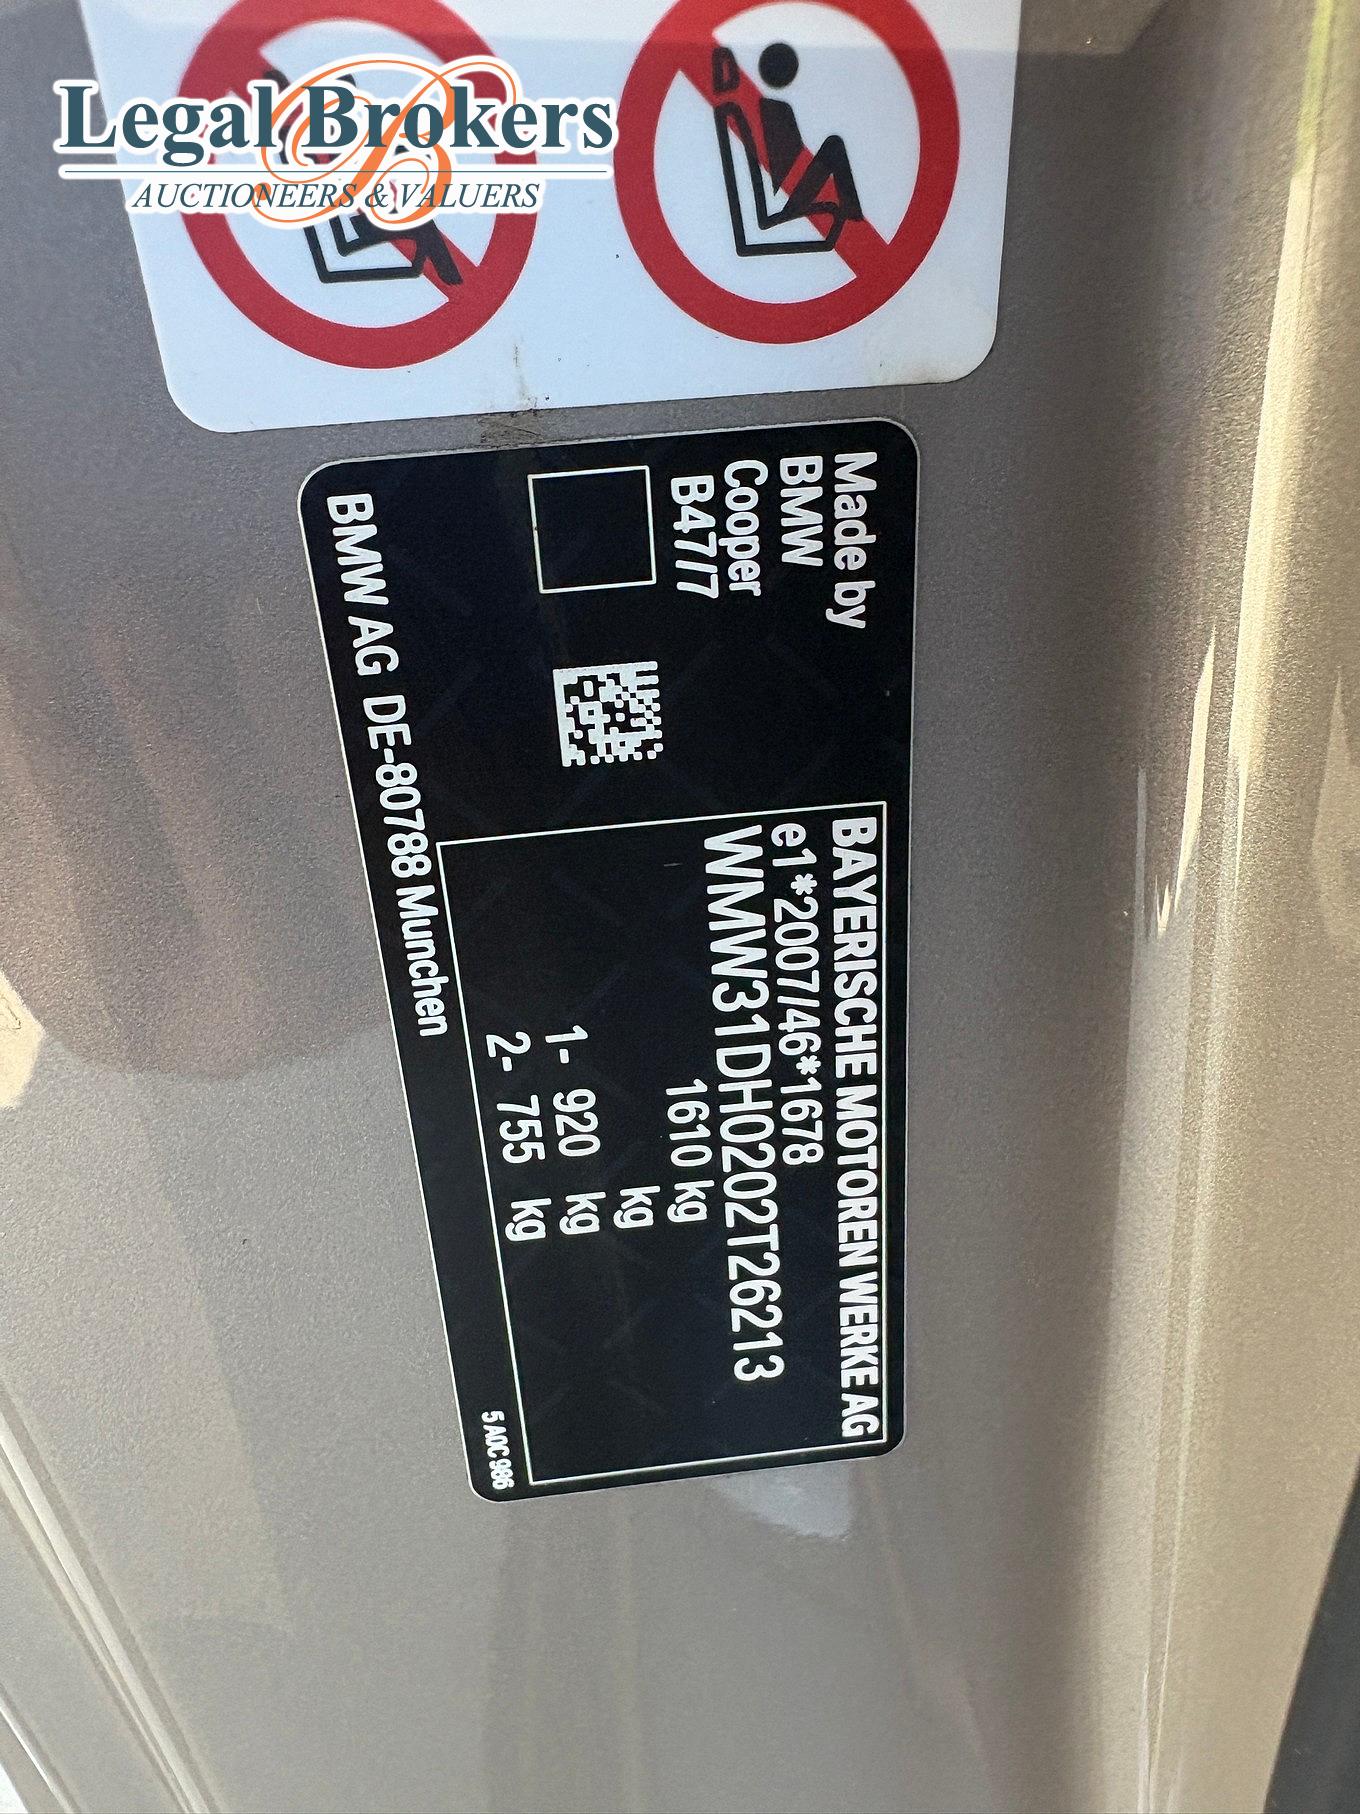 Legal Brokers
AUCTIONEERS & VALUERS
Made by
BMW
Cooper
B47/7
BAYERISCHE MOTOREN WERKE AG
e1*2007/46*1678
WMW31DH0202T26213
1610 kg
kg
1- 920 kg
2- 755 kg
BMW AG DE-80788 Munchen
5 A0C 986